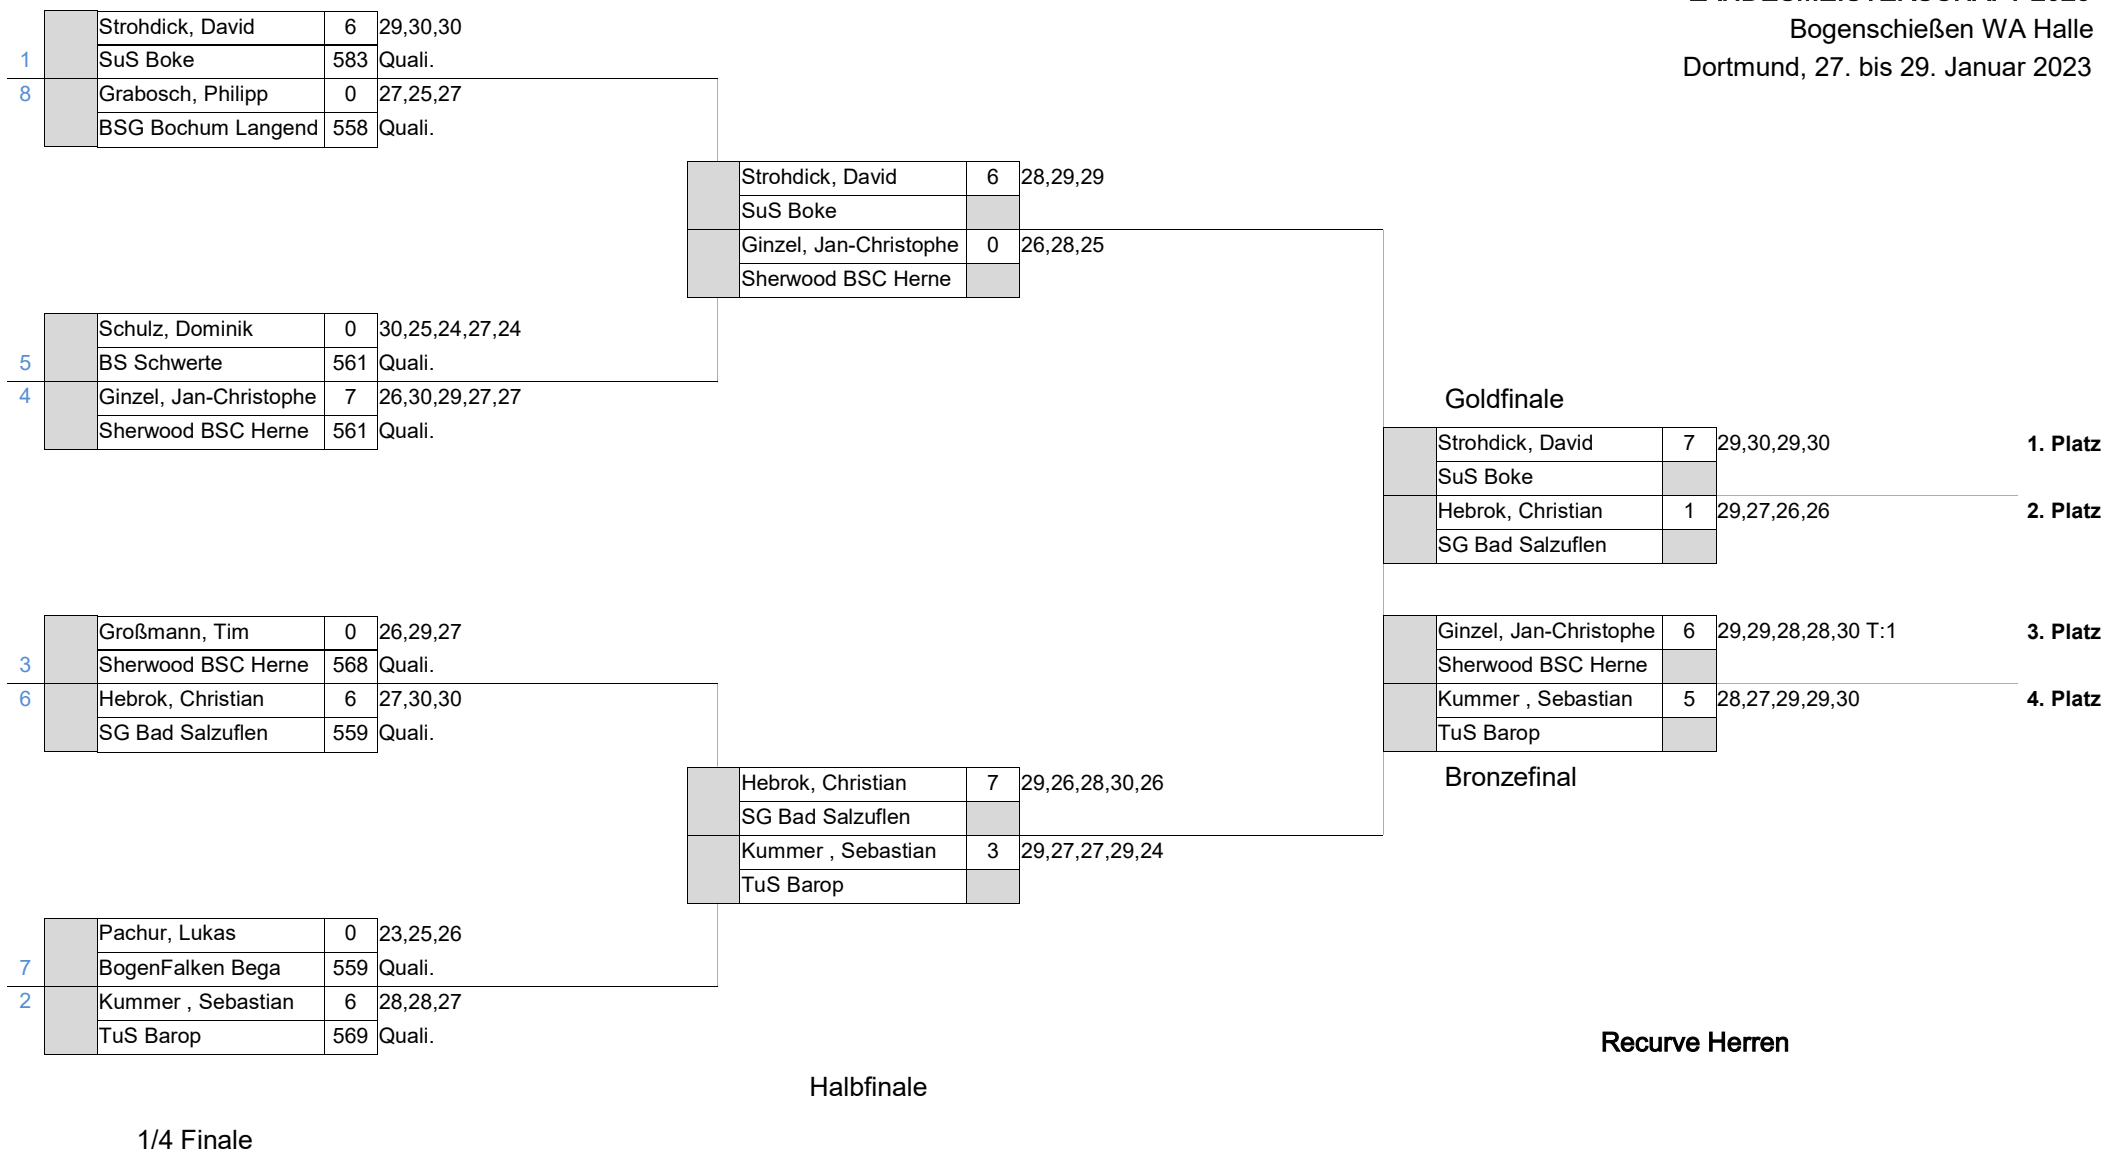 Bogenschießen WA Halle
Dortmund, 27. bis 29. Januar 2023
Strohdick, David 6 29,30,30
1 SuS Boke 583 Quali.
8 Grabosch, Philipp 0 27,25,27
BSG Bochum Langend 558 Quali.
Strohdick, David 6 28,29,29
SuS Boke
Ginzel, Jan-Christophe 0 26,28,25
Sherwood BSC Herne
Schulz, Dominik 0 30,25,24,27,24
5 BS Schwerte 561 Quali.
4 Ginzel, Jan-Christophe 7 26,30,29,27,27
Sherwood BSC Herne 561 Quali.
Goldfinale
Strohdick, David 7 29,30,29,30 1. Platz
SuS Boke
Hebrok, Christian 1 29,27,26,26 2. Platz
SG Bad Salzuflen
Großmann, Tim 0 26,29,27
3 Sherwood BSC Herne 568 Quali.
6 Hebrok, Christian 6 27,30,30
SG Bad Salzuflen 559 Quali.
Ginzel, Jan-Christophe 6 29,29,28,28,30 T:1 3. Platz
Sherwood BSC Herne
Kummer , Sebastian 5 28,27,29,29,30 4. Platz
TuS Barop
Bronzefinal
Hebrok, Christian 7 29,26,28,30,26
SG Bad Salzuflen
Kummer , Sebastian 3 29,27,27,29,24
TuS Barop
Pachur, Lukas 0 23,25,26
7 BogenFalken Bega 559 Quali.
2 Kummer , Sebastian 6 28,28,27
TuS Barop 569 Quali.
Recurve Herren
Halbfinale
1/4 Finale